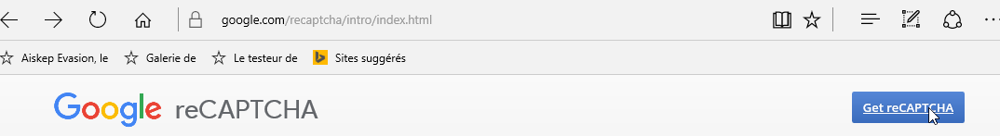 google.com/recaptcha/intro/index.html
Aiskep Evasion, le Galerie de Le testeur de Sites suggérés
Google reCAPTCHA Get reCAPTCHA